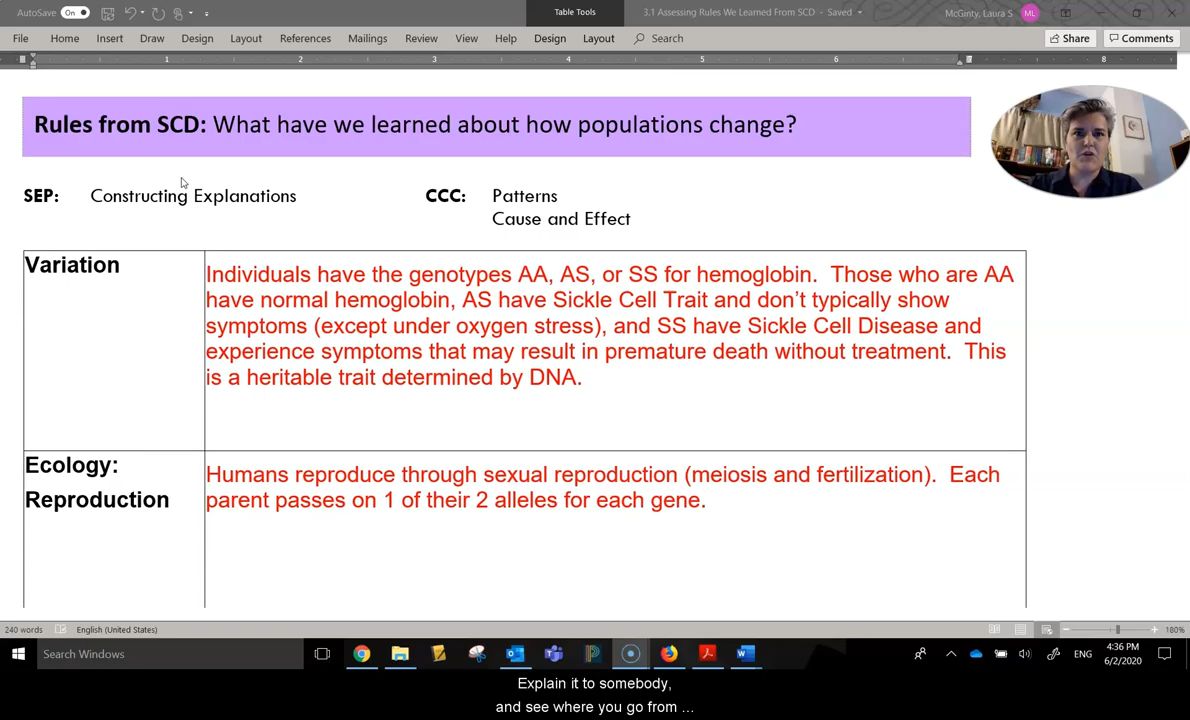 AutoSave On
Table Tools
3.1 Assessing Rules We Learned From SCD - Saved
McGinty, Laura S
ML
File Home Insert Draw Design Layout References Mailings Review View Help Design Layout Search
Share Comments
1 2 3 4 5 6 8
Rules from SCD: What have we learned about how populations change?
SEP: Constructing Explanations CCC: Patterns
Cause and Effect
Variation
Individuals have the genotypes AA, AS, or SS for hemoglobin. Those who are AA
have normal hemoglobin, AS have Sickle Cell Trait and don't typically show
symptoms (except under oxygen stress), and SS have Sickle Cell Disease and
experience symptoms that may result in premature death without treatment. This
is a heritable trait determined by DNA.
Ecology:
Reproduction
Humans reproduce through sexual reproduction (meiosis and fertilization). Each
parent passes on 1 of their 2 alleles for each gene.
240 words English (United States) 180%
Search Windows
ENG
4:36 PM
6/2/2020
Explain it to somebody,
and see where you go from ...